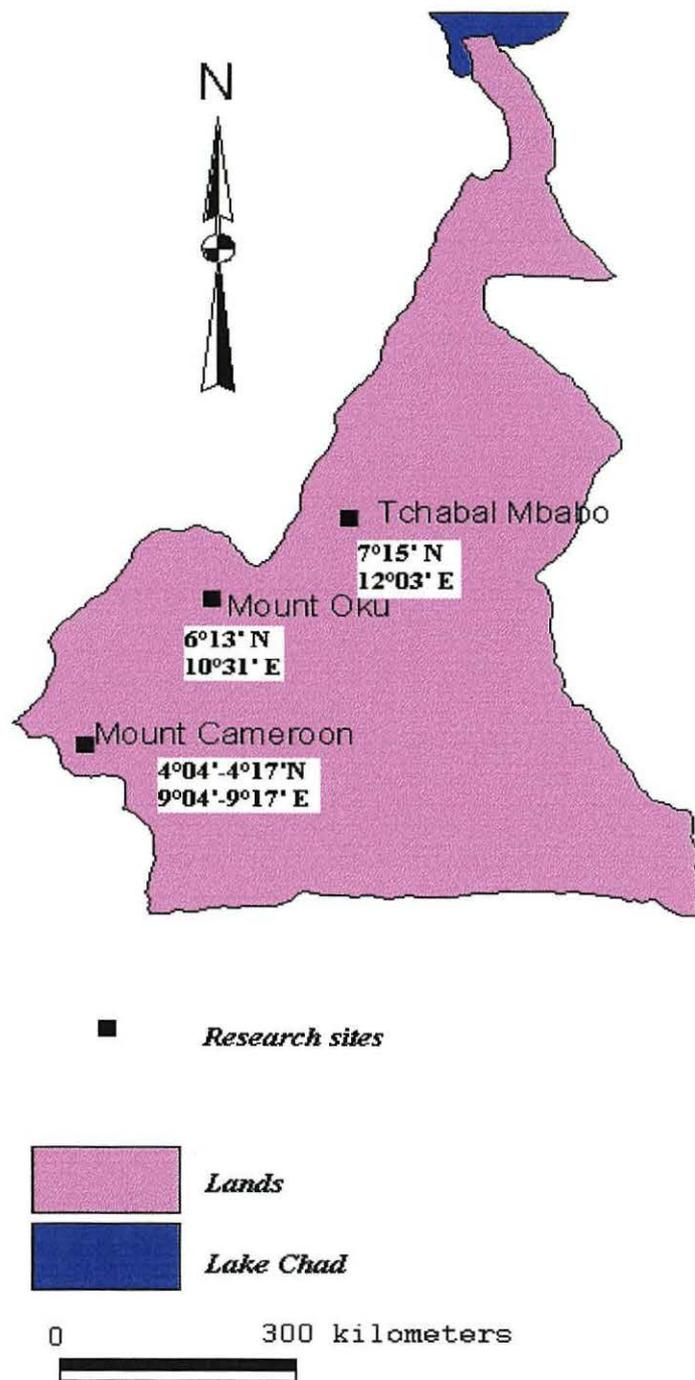 N
Tchabal Mbabo
7°15' N
12°03' E
Mount Oku
6°13' N
10°31' E
Mount Cameroon
4°04'-4°17'N
9°04'-9°17' E
Research sites
Lands
Lake Chad
0 300 kilometers